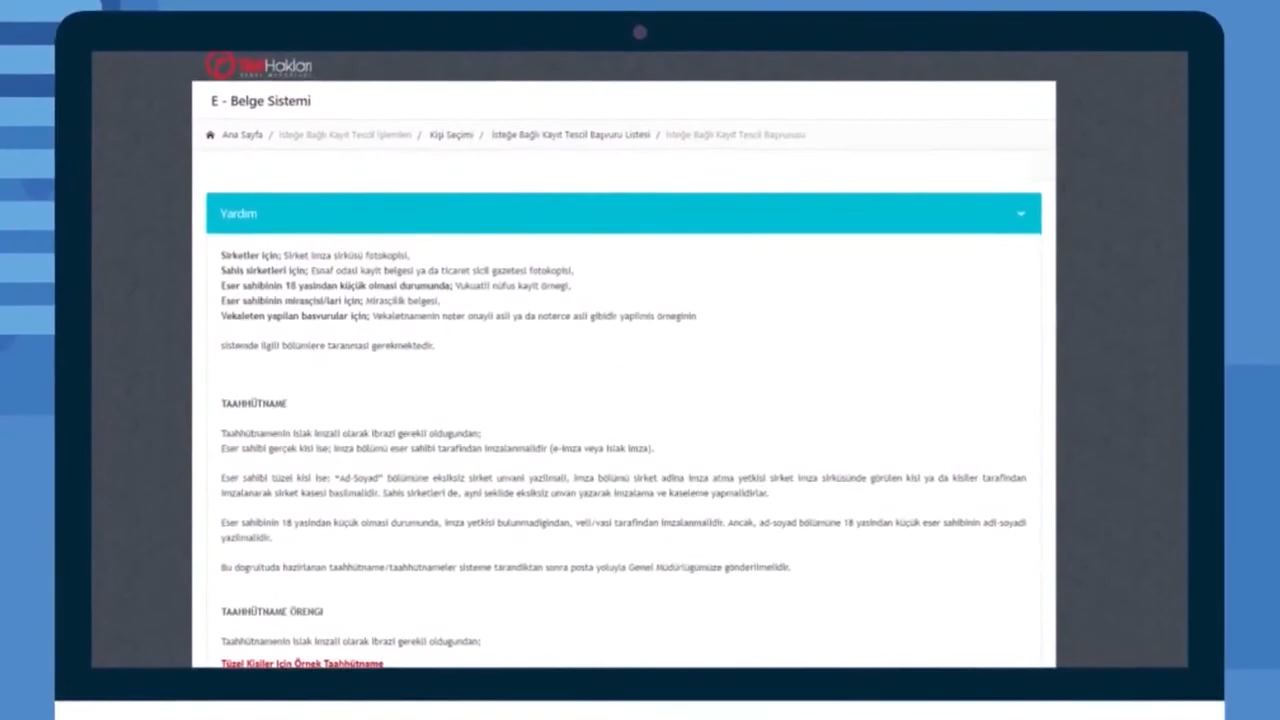 Telif Hakları
GENEL MÜDÜRLÜĞÜ
E - Belge Sistemi
Ana Sayfa / İsteğe Bağlı Kayıt Tescil İşlemleri / Kişi Seçimi / İsteğe Bağlı Kayıt Tescil Başvuru Listesi / İsteğe Bağlı Kayıt Tescil Başvurusu
Yardım
Sirketler için; Sirket imza sirküsü fotokopisi,
Sahis sirketleri için; Esnaf odasi kayit belgesi ya da ticaret sicil gazetesi fotokopisi,
Eser sahibinin 18 yasindan küçük olmasi durumunda; Vukuatli nüfus kayit örnegi,
Eser sahibinin mirasçisi/lari için; Mirasçilik belgesi,
Vekaleten yapilan basvurular için; Vekaletnamenin noter onayli asli ya da noterce asli gibidir yapilmis örneginin
sistemde ilgili bölümlere taranmasi gerekmektedir.
TAAHHÜTNAME
Taahhütnamenin islak imzali olarak ibrazi gerekli oldugundan;
Eser sahibi gerçek kisi ise; imza bölümü eser sahibi tarafindan imzalanmalidir (e-imza veya islak imza).
Eser sahibi tüzel kisi ise; "Ad-Soyad" bölümüne eksiksiz sirket unvani yazilmali, imza bölümü sirket adina imza atma yetkisi sirket imza sirküsünde görülen kisi ya da kisiler tarafindan
imzalanarak sirket kasesi basilmalidir. Sahis sirketleri de, ayni sekilde eksiksiz unvan yazarak imzalama ve kaseleme yapmalidirlar.
Eser sahibinin 18 yasindan küçük olmasi durumunda, imza yetkisi bulunmadigindan, veli/vasi tarafindan imzalanmalidir. Ancak, ad-soyad bölümüne 18 yasindan küçük eser sahibinin adi-soyadi
yazilmalidir.
Bu dogrultuda hazirlanan taahhütname/taahhutnameler sisteme tarandiktan sonra posta yoluyla Genel Müdürlügümüze gönderilmelidir.
TAAHHÜTNAME ÖRENGI
Taahhütnamenin islak imzali olarak ibrazi gerekli oldugundan;
Tüzel Kisiler Için Örnek Taahhütname